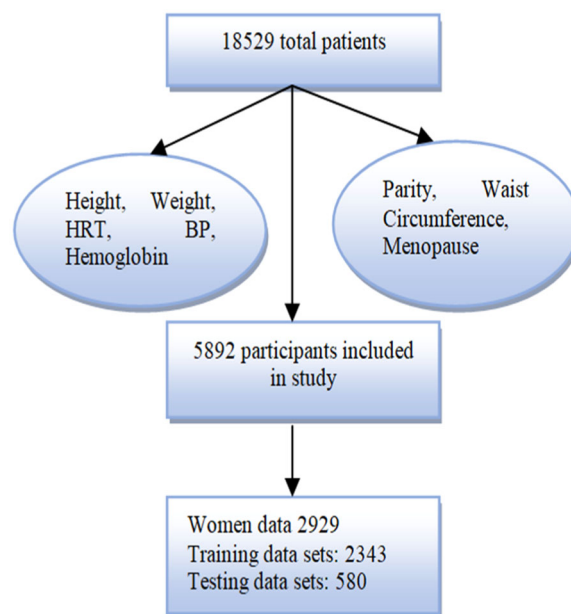 18529 total patients
Height, Weight,
HRT, BP,
Hemoglobin
Parity, Waist
Circumference,
Menopause
5892 participants included
in study
Women data 2929
Training data sets: 2343
Testing data sets: 580